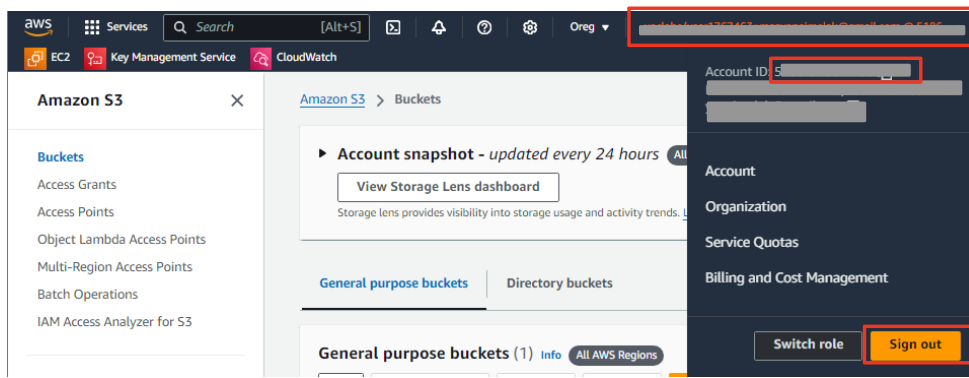 aws Services Search [Alt+S] Oreg
EC2 Key Management Service CloudWatch
Amazon S3
Buckets
Access Grants
Access Points
Object Lambda Access Points
Multi-Region Access Points
Batch Operations
IAM Access Analyzer for S3
Amazon S3 > Buckets
Account snapshot - updated every 24 hours All
View Storage Lens dashboard
Storage lens provides visibility into storage usage and activity trends.
General purpose buckets Directory buckets
General purpose buckets (1) Info All AWS Regions
Account ID: 5
Account
Organization
Service Quotas
Billing and Cost Management
Switch role Sign out